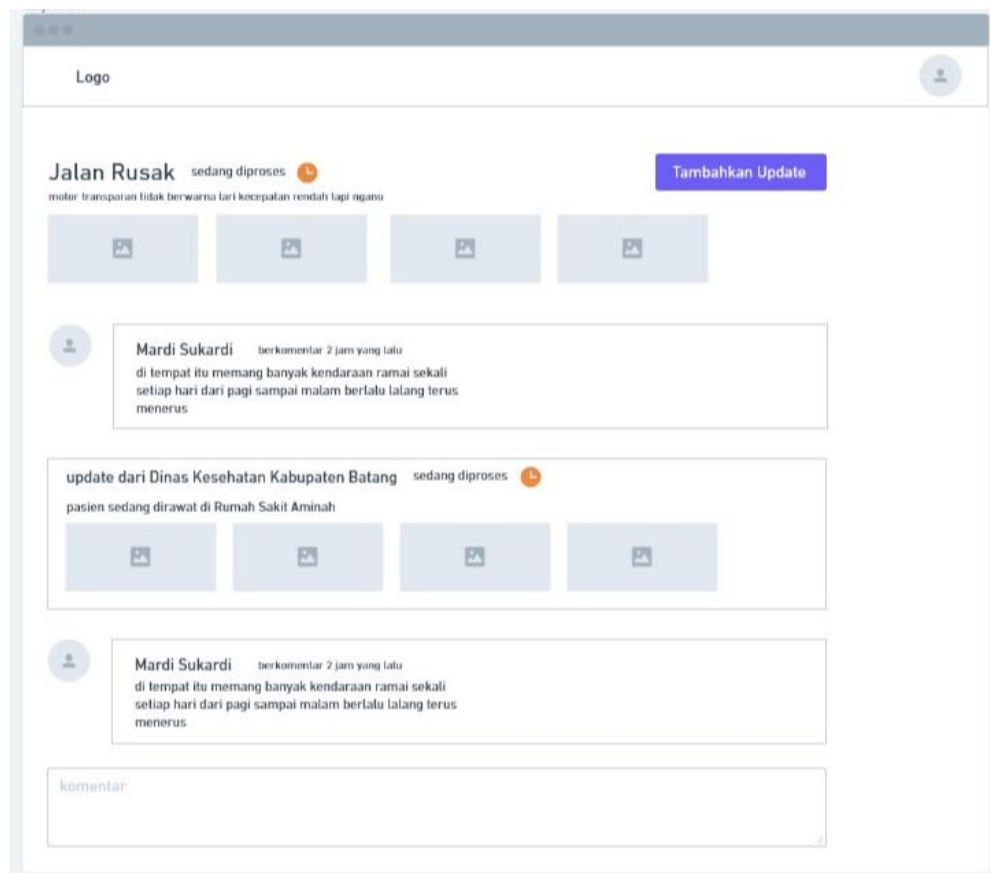 Logo
Jalan Rusak sedang diproses
Tambahkan Update
motor transparan tidak berwarna lari kecepatan rendah tapi nganu
Mardi Sukardi berkomentar 2 jam yang lalu
di tempat itu memang banyak kendaraan ramai sekali
setiap hari dari pagi sampai malam berlalu lalang terus
menerus
update dari Dinas Kesehatan Kabupaten Batang sedang diproses
pasien sedang dirawat di Rumah Sakit Aminah
Mardi Sukardi berkomentar 2 jam yang lalu
di tempat itu memang banyak kendaraan ramai sekali
setiap hari dari pagi sampai malam berlalu lalang terus
menerus
komentar